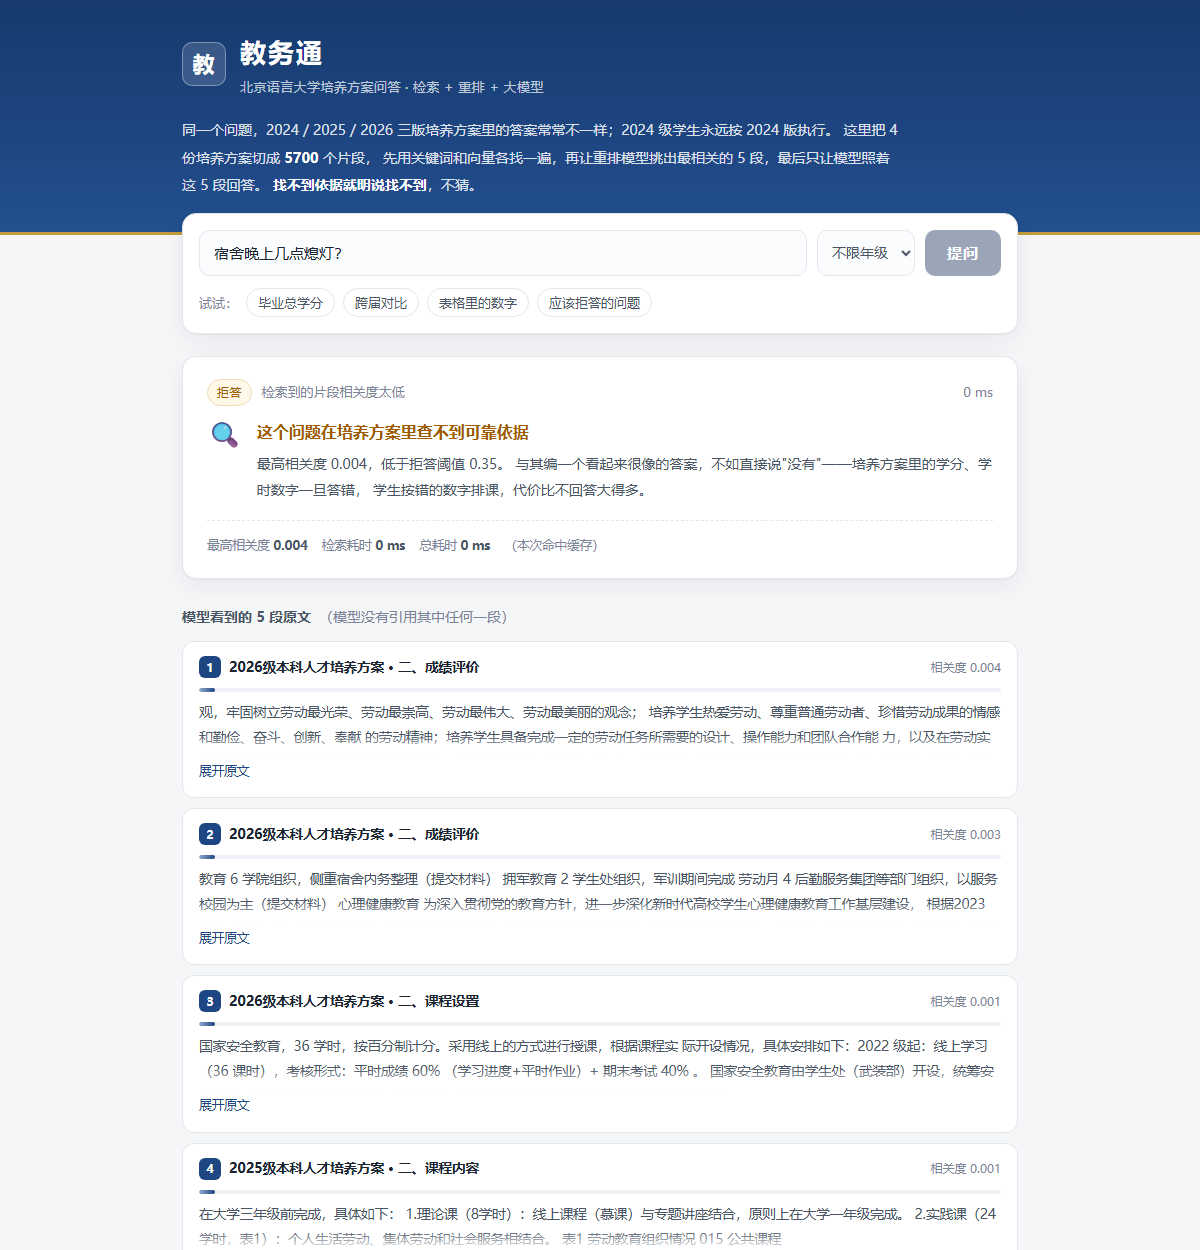 教
教务通
北京语言大学培养方案问答 · 检索 + 重排 + 大模型
同一个问题，2024 / 2025 / 2026 三版培养方案里的答案常常不一样；2024 级学生永远按 2024 版执行。 这里把 4
份培养方案切成 5700 个片段， 先用关键词和向量各找一遍，再让重排模型挑出最相关的 5 段，最后只让模型照着
这 5 段回答。 找不到依据就明说找不到，不猜。
宿舍晚上几点熄灯？ 不限年级 提问
试试： 毕业总学分 跨届对比 表格里的数字 应该拒答的问题
拒答 检索到的片段相关度太低 0 ms
这个问题在培养方案里查不到可靠依据
最高相关度 0.004，低于拒答阈值 0.35。 与其编一个看起来很像的答案，不如直接说"没有"——培养方案里的学分、学
时数字一旦答错， 学生按错的数字排课，代价比不回答大得多。
最高相关度 0.004 检索耗时 0 ms 总耗时 0 ms （本次命中缓存）
模型看到的 5 段原文 （模型没有引用其中任何一段）
1 2026级本科人才培养方案 • 二、成绩评价 相关度 0.004
观，牢固树立劳动最光荣、劳动最崇高、劳动最伟大、劳动最美丽的观念； 培养学生热爱劳动、尊重普通劳动者、珍惜劳动成果的情感
和勤俭、奋斗、创新、奉献 的劳动精神；培养学生具备完成一定的劳动任务所需要的设计、操作能力和团队合作能 力，以及在劳动实
展开原文
2 2026级本科人才培养方案 • 二、成绩评价 相关度 0.003
教育 6 学院组织，侧重宿舍内务整理（提交材料） 拥军教育 2 学生处组织，军训期间完成 劳动月 4 后勤服务集团等部门组织，以服务
校园为主（提交材料） 心理健康教育 为深入贯彻党的教育方针，进一步深化新时代高校学生心理健康教育工作基层建设， 根据2023
展开原文
3 2026级本科人才培养方案 • 二、课程设置 相关度 0.001
国家安全教育，36 学时，按百分制计分。采用线上的方式进行授课，根据课程实 际开设情况，具体安排如下：2022 级起：线上学习
（36 课时），考核形式：平时成绩 60% （学习进度+平时作业）+ 期末考试 40% 。 国家安全教育由学生处（武装部）开设，统筹安
展开原文
4 2025级本科人才培养方案 • 二、课程内容 相关度 0.001
在大学三年级前完成，具体如下： 1.理论课（8学时）：线上课程（慕课）与专题讲座结合，原则上在大学一年级完成。 2.实践课（24
学时，表1）：个人生活劳动、集体劳动和社会服务相结合。 表1 劳动教育组织情况 015 公共课程